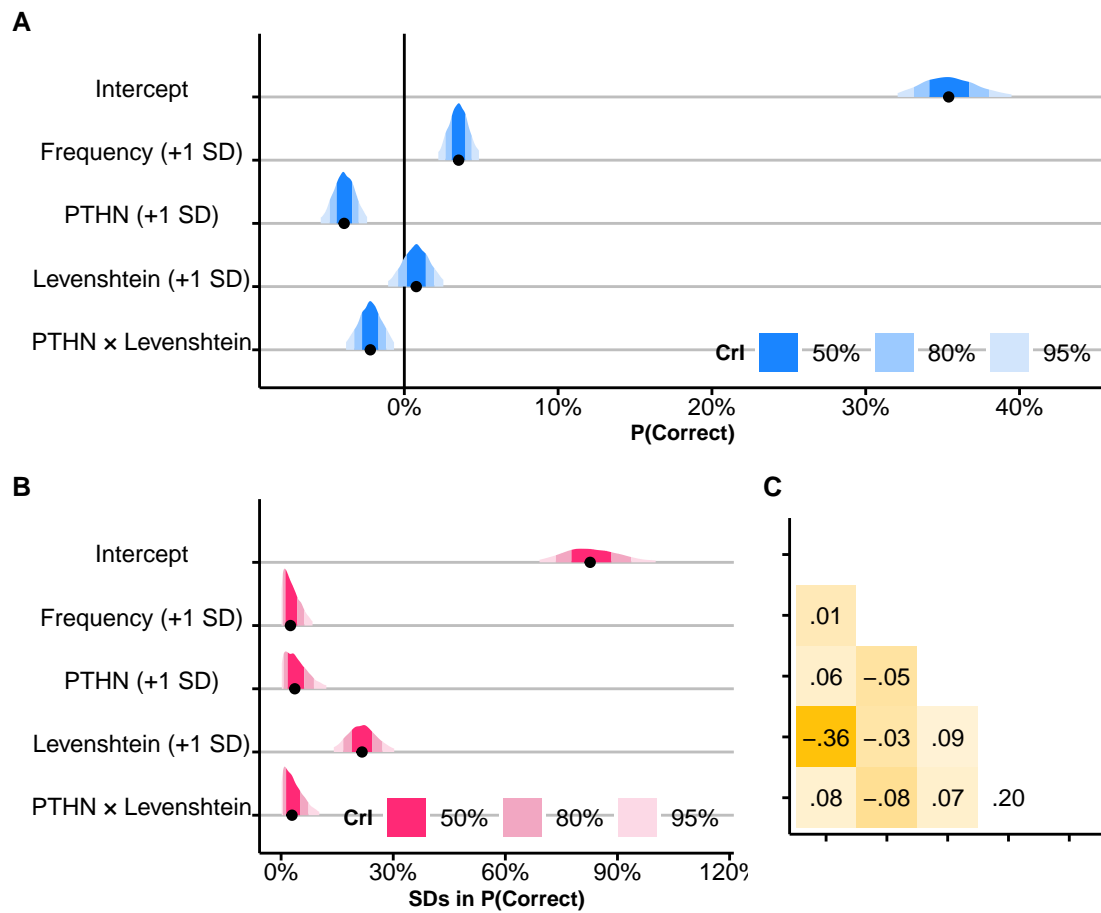 A
Intercept
Frequency (+1 SD)
PTHN (+1 SD)
Levenshtein (+1 SD)
PTHN × Levenshtein
CrI 50% 80% 95%
0% 10% 20% 30% 40%
P(Correct)
B
Intercept
Frequency (+1 SD)
PTHN (+1 SD)
Levenshtein (+1 SD)
PTHN × Levenshtein
CrI 50% 80% 95%
0% 30% 60% 90% 120%
SDs in P(Correct)
C
.01
.06 −.05
−.36 −.03 .09
.08 −.08 .07 .20